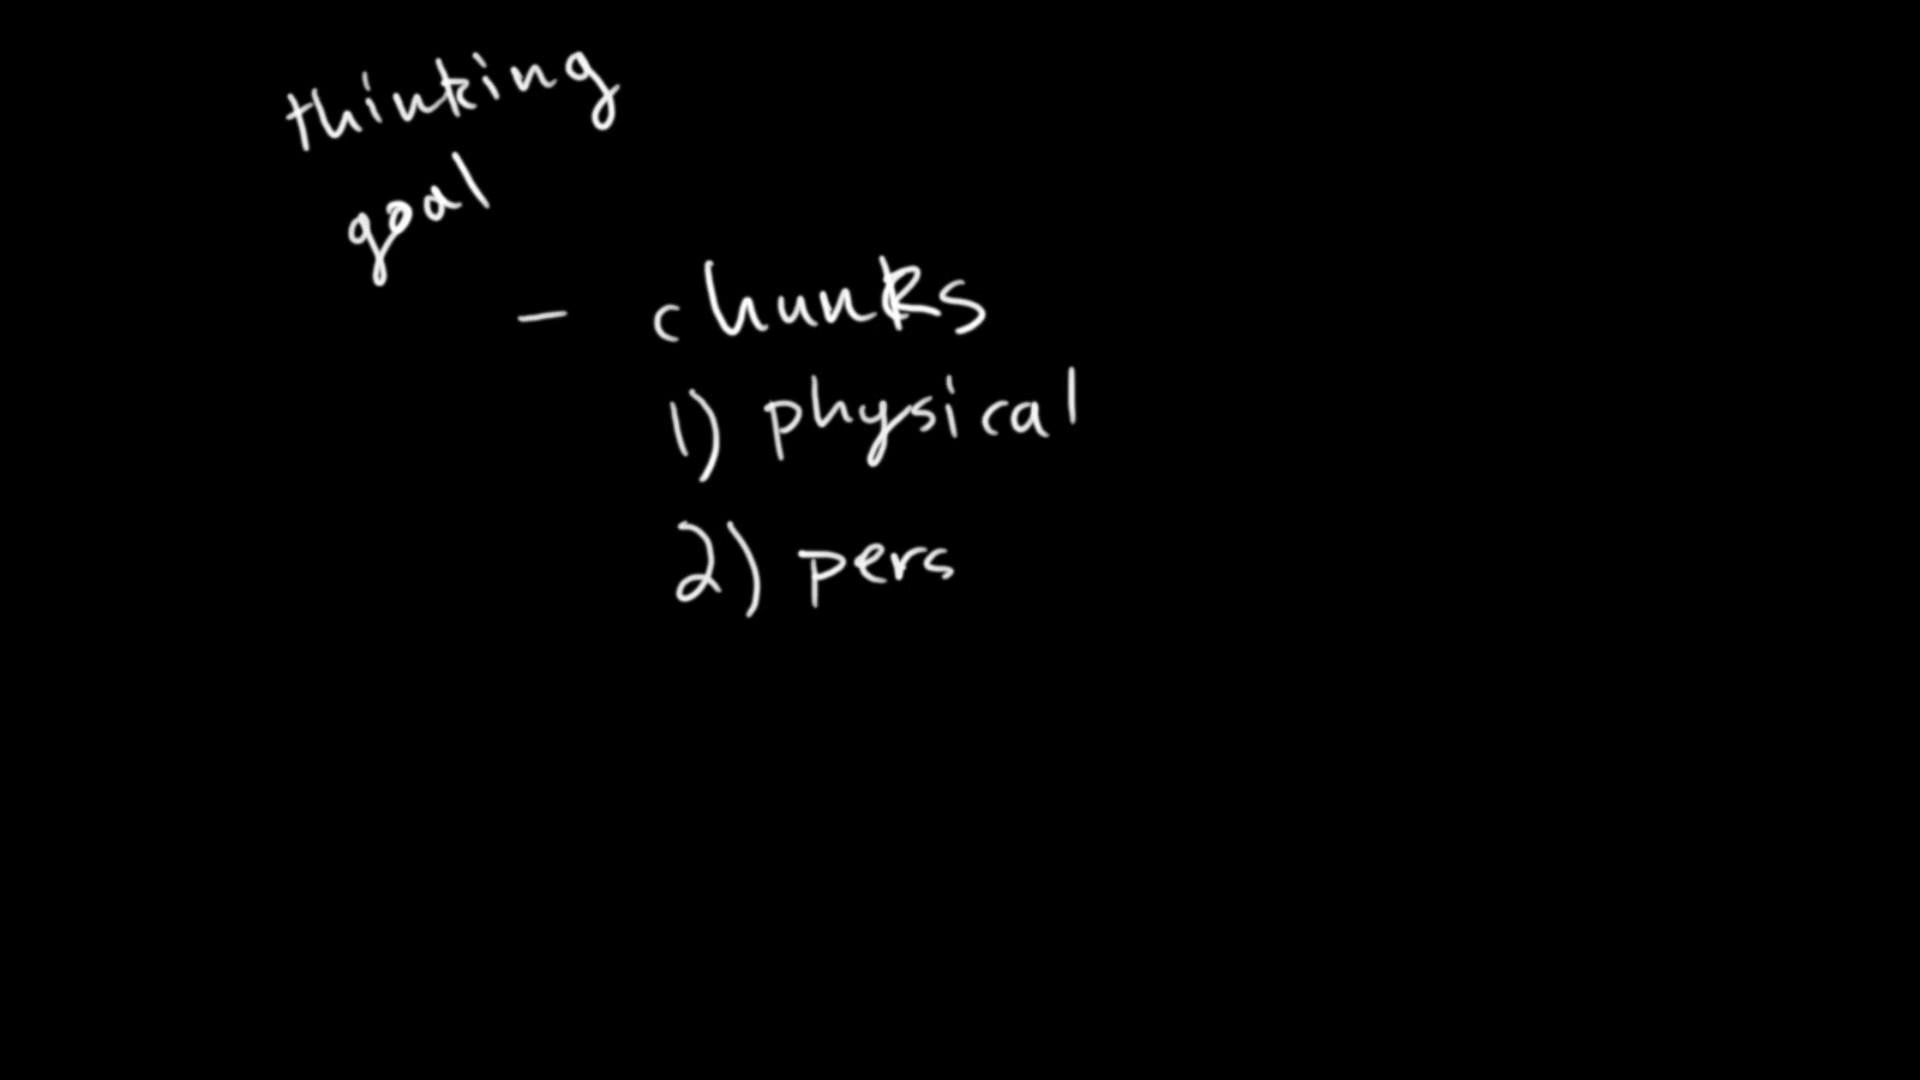 thinking
goal
- chunks
1) physical
2) pers